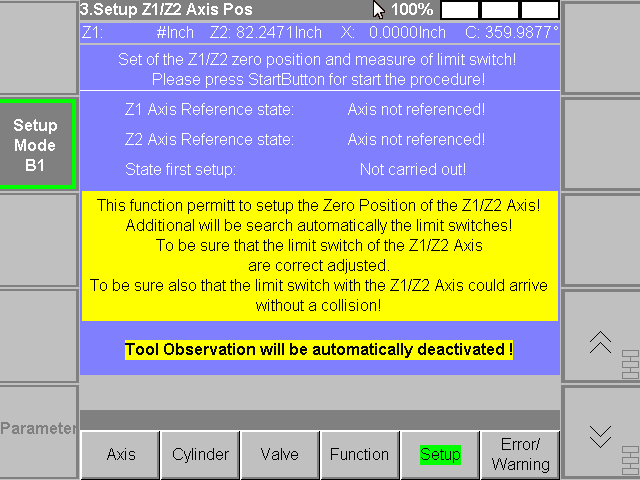 3.Setup Z1/Z2 Axis Pos 100%
Z1: #Inch Z2: 82.2471Inch X: 0.0000Inch C: 359.9877°
Set of the Z1/Z2 zero position and measure of limit switch!
Please press StartButton for start the procedure!
Setup
Mode
B1
Z1 Axis Reference state: Axis not referenced!
Z2 Axis Reference state: Axis not referenced!
State first setup: Not carried out!
This function permitt to setup the Zero Position of the Z1/Z2 Axis!
Additional will be search automatically the limit switches!
To be sure that the limit switch of the Z1/Z2 Axis
are correct adjusted.
To be sure also that the limit switch with the Z1/Z2 Axis could arrive
without a collision!
Tool Observation will be automatically deactivated !
Parameter
Axis Cylinder Valve Function Setup Error/
Warning